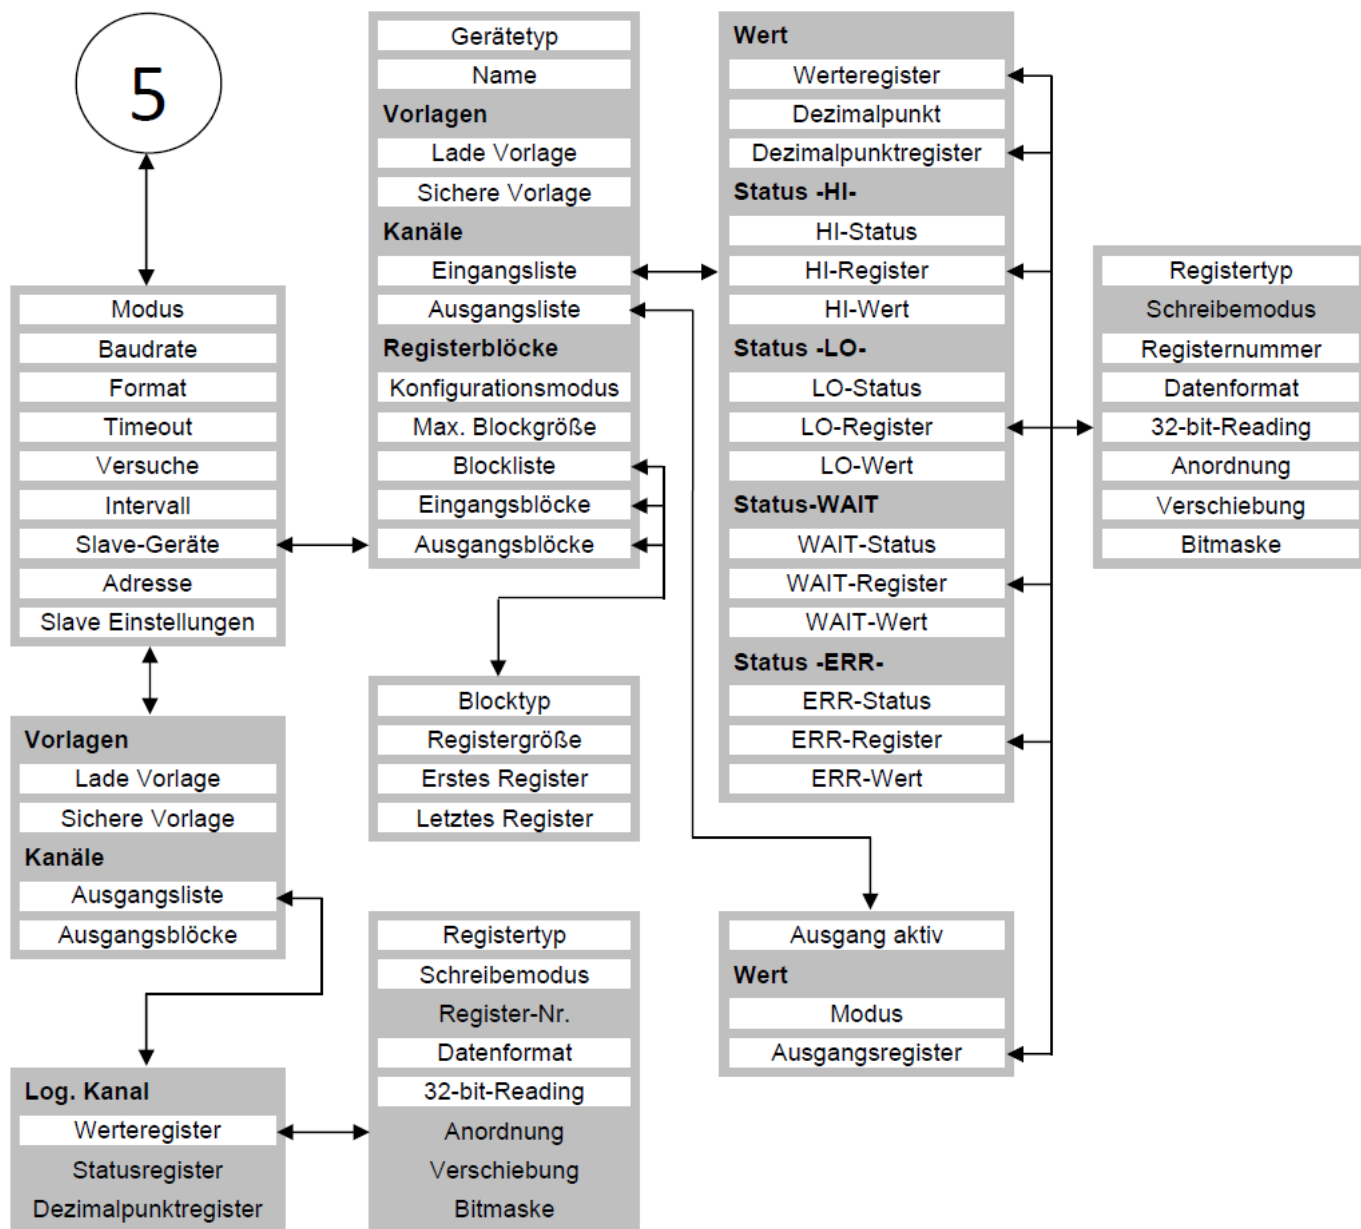 5
Modus
Baudrate
Format
Timeout
Versuche
Intervall
Slave-Geräte
Adresse
Slave Einstellungen
Vorlagen
Lade Vorlage
Sichere Vorlage
Kanäle
Ausgangsliste
Ausgangsblöcke
Log. Kanal
Werteregister
Statusregister
Dezimalpunktregister
Gerätetyp
Name
Vorlagen
Lade Vorlage
Sichere Vorlage
Kanäle
Eingangsliste
Ausgangsliste
Registerblöcke
Konfigurationsmodus
Max. Blockgröße
Blockliste
Eingangsblöcke
Ausgangsblöcke
Blocktyp
Registergröße
Erstes Register
Letztes Register
Registertyp
Schreibemodus
Register-Nr.
Datenformat
32-bit-Reading
Anordnung
Verschiebung
Bitmaske
Wert
Werteregister
Dezimalpunkt
Dezimalpunktregister
Status -HI-
HI-Status
HI-Register
HI-Wert
Status -LO-
LO-Status
LO-Register
LO-Wert
Status-WAIT
WAIT-Status
WAIT-Register
WAIT-Wert
Status -ERR-
ERR-Status
ERR-Register
ERR-Wert
Ausgang aktiv
Wert
Modus
Ausgangsregister
Registertyp
Schreibemodus
Registernummer
Datenformat
32-bit-Reading
Anordnung
Verschiebung
Bitmaske